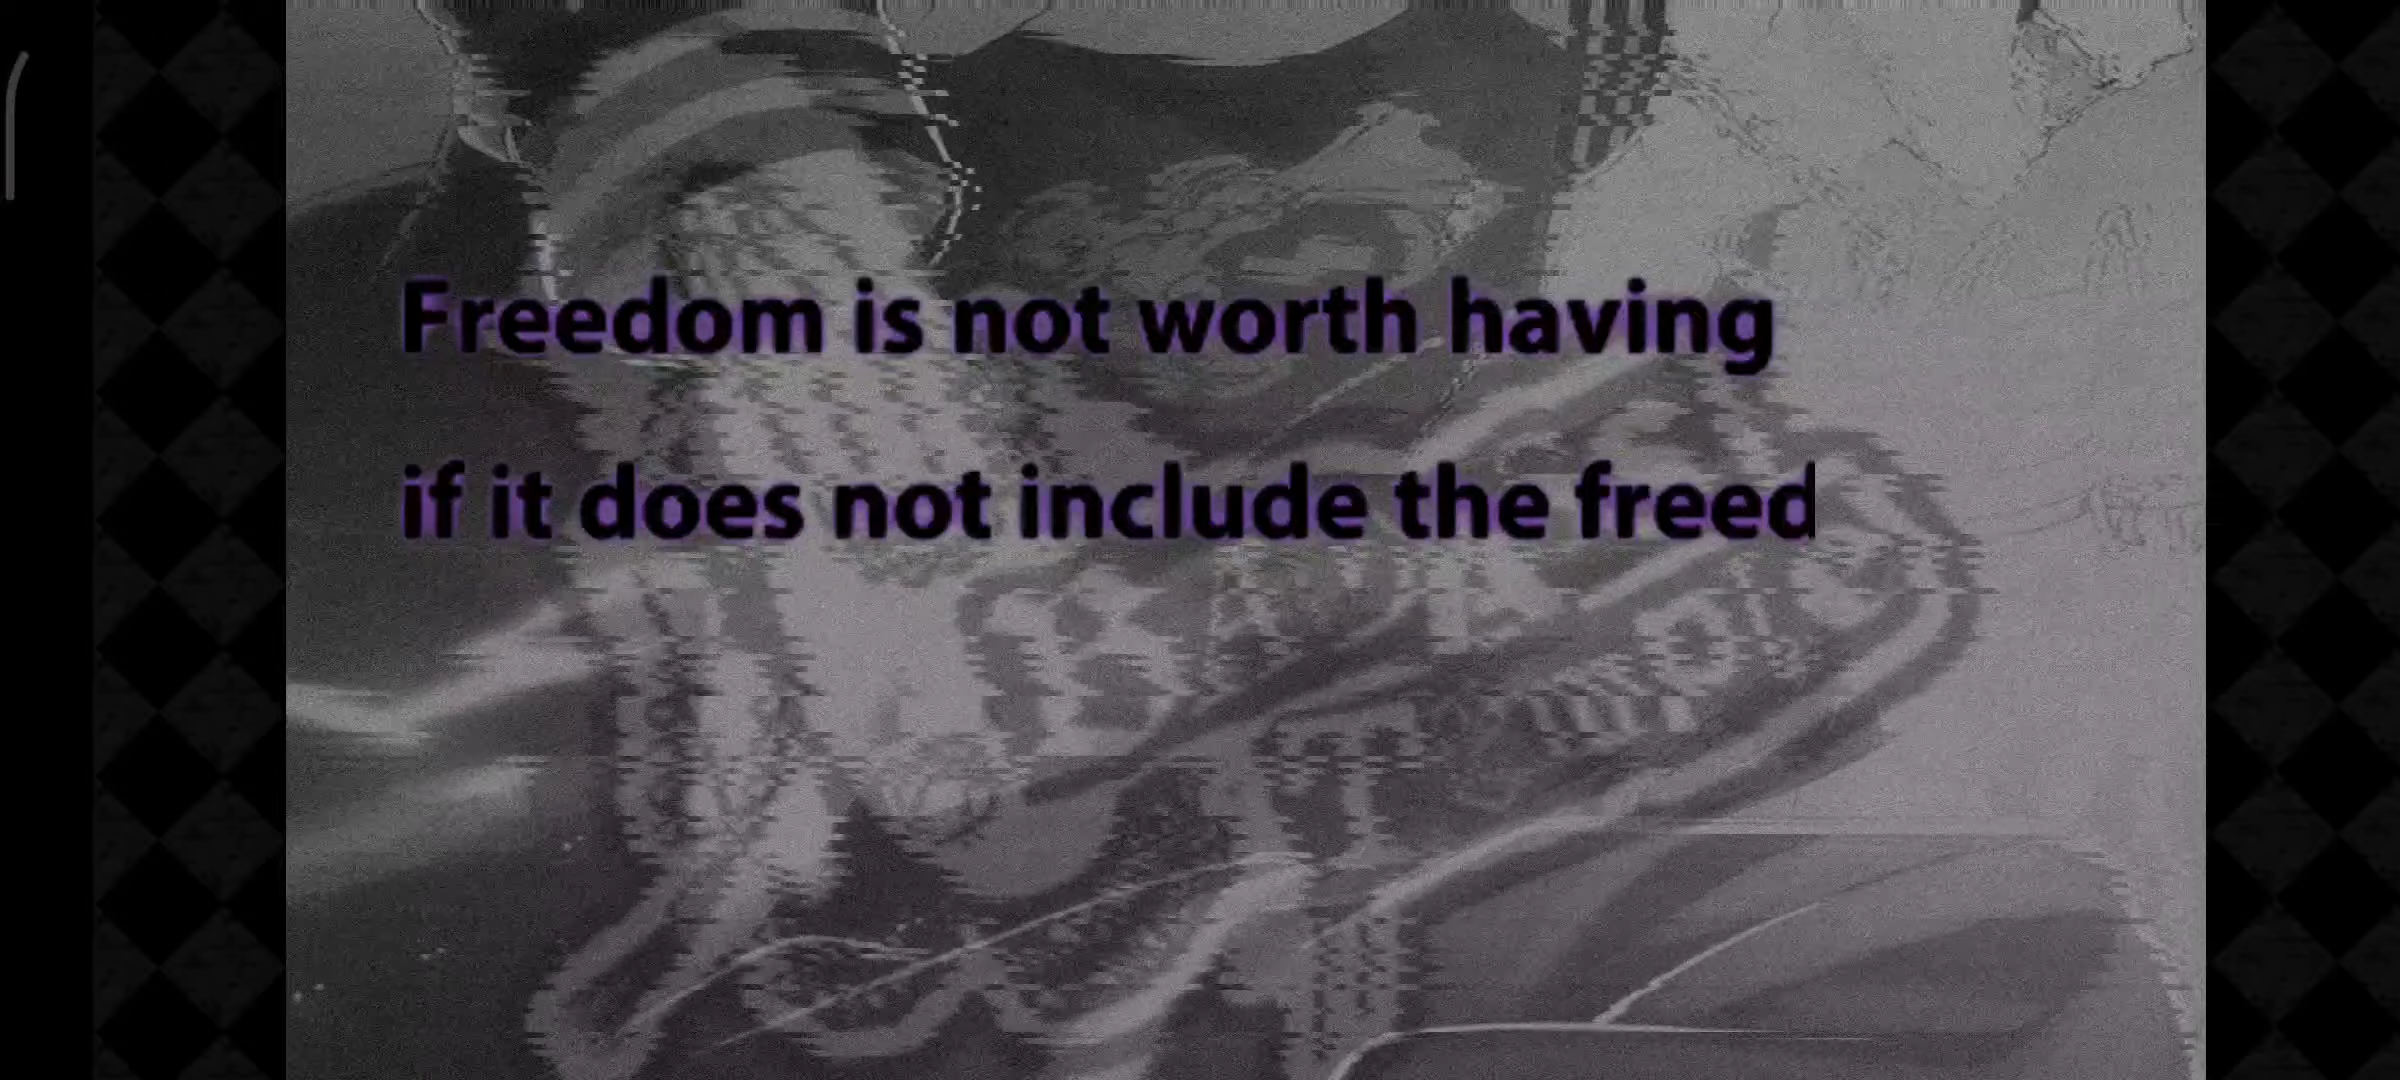 Freedom is not worth having
if it does not include the freed